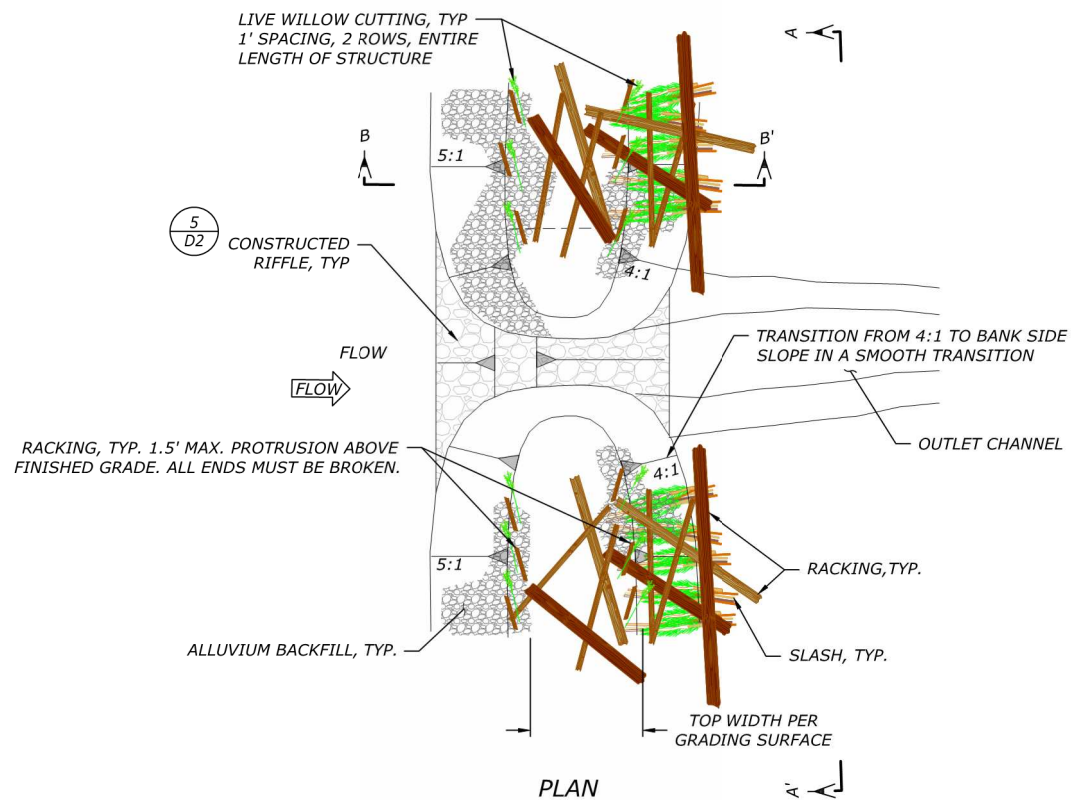 LIVE WILLOW CUTTING, TYP
1' SPACING, 2 ROWS, ENTIRE
LENGTH OF STRUCTURE
A
B
B'
5:1
5
D2
CONSTRUCTED
RIFFLE, TYP
4:1
TRANSITION FROM 4:1 TO BANK SIDE
SLOPE IN A SMOOTH TRANSITION
FLOW
FLOW
OUTLET CHANNEL
RACKING, TYP. 1.5' MAX. PROTRUSION ABOVE
FINISHED GRADE. ALL ENDS MUST BE BROKEN.
4:1
5:1
RACKING,TYP.
ALLUVIUM BACKFILL, TYP.
SLASH, TYP.
TOP WIDTH PER
GRADING SURFACE
PLAN
A'